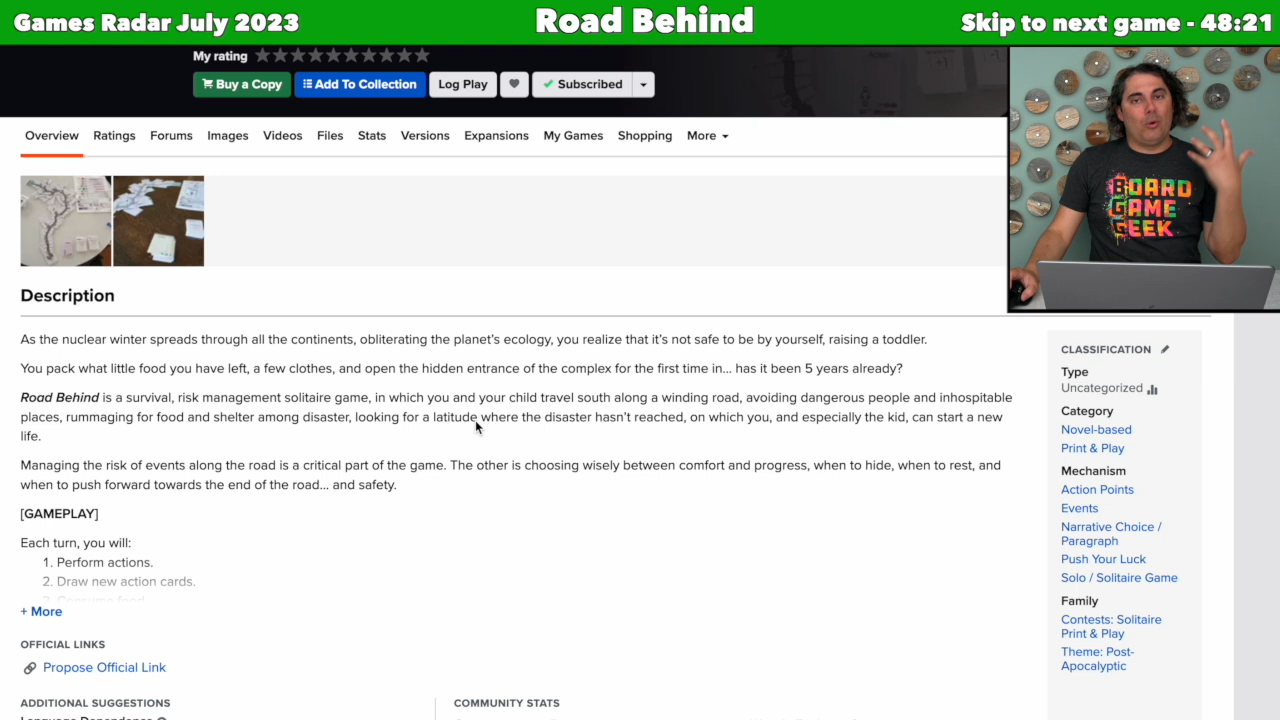 Games Radar July 2023
Road Behind
Skip to next game - 48:21
My rating
Buy a Copy
Add To Collection
Log Play
Subscribed
Overview Ratings Forums Images Videos Files Stats Versions Expansions My Games Shopping More
BOARD
GAME
GEEK
Description
As the nuclear winter spreads through all the continents, obliterating the planet's ecology, you realize that it's not safe to be by yourself, raising a toddler.
You pack what little food you have left, a few clothes, and open the hidden entrance of the complex for the first time in... has it been 5 years already?
Road Behind is a survival, risk management solitaire game, in which you and your child travel south along a winding road, avoiding dangerous people and inhospitable
places, rummaging for food and shelter among disaster, looking for a latitude where the disaster hasn't reached, on which you, and especially the kid, can start a new
life.
Managing the risk of events along the road is a critical part of the game. The other is choosing wisely between comfort and progress, when to hide, when to rest, and
when to push forward towards the end of the road... and safety.
[GAMEPLAY]
Each turn, you will:
1. Perform actions.
2. Draw new action cards.
3. Consume food.
+ More
OFFICIAL LINKS
Propose Official Link
ADDITIONAL SUGGESTIONS
Language Dependence
COMMUNITY STATS
CLASSIFICATION
Type
Uncategorized
Category
Novel-based
Print & Play
Mechanism
Action Points
Events
Narrative Choice /
Paragraph
Push Your Luck
Solo / Solitaire Game
Family
Contests: Solitaire
Print & Play
Theme: Post-
Apocalyptic